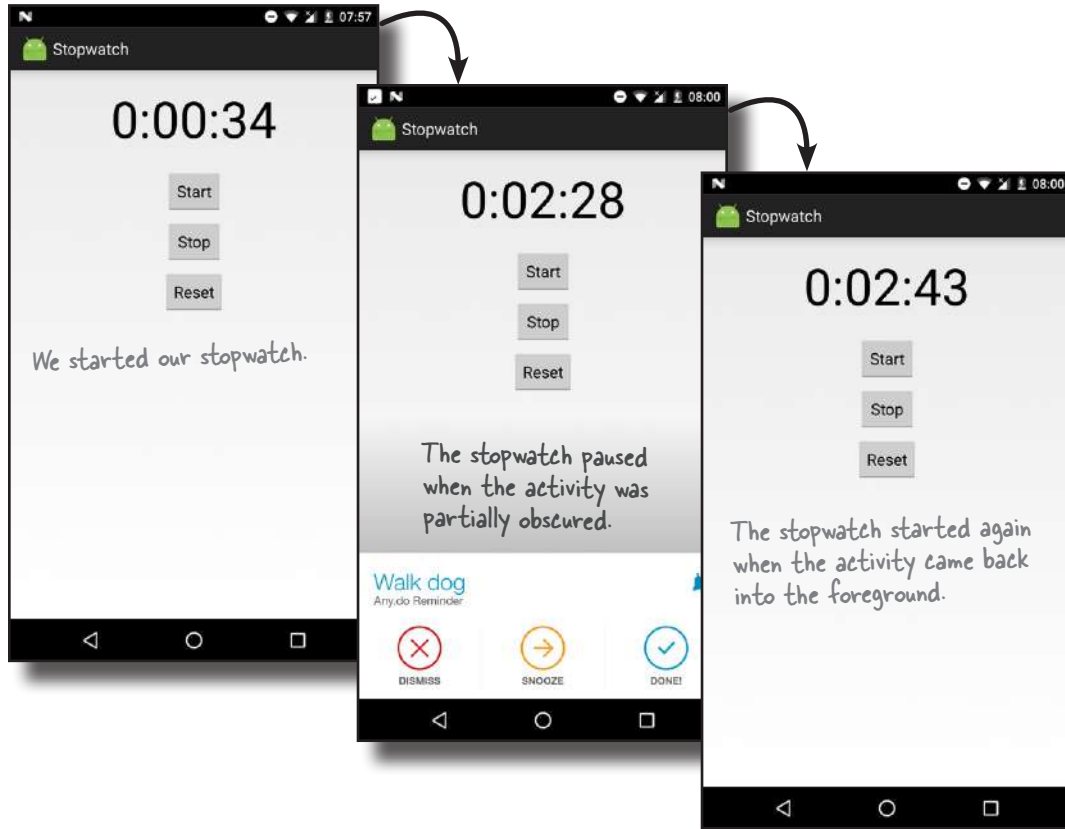 07:57
Stopwatch
0:00:34
Start
Stop
Reset
We started our stopwatch.
08:00
Stopwatch
0:02:28
Start
Stop
Reset
The stopwatch paused
when the activity was
partially obscured.
Walk dog
Any.do Reminder
DISMISS
SNOOZE
DONE!
08:00
Stopwatch
0:02:43
Start
Stop
Reset
The stopwatch started again
when the activity came back
into the foreground.